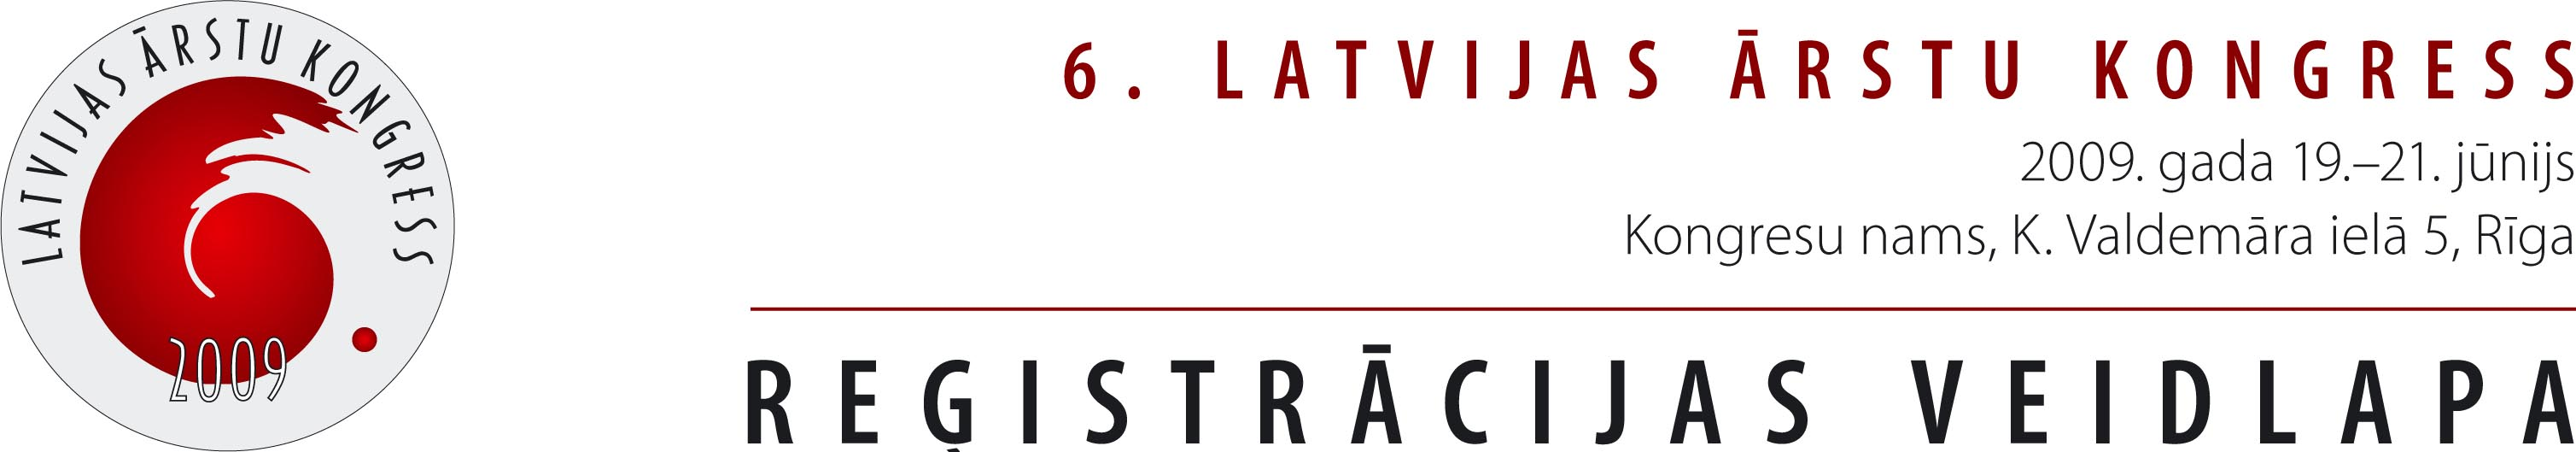 LATVIJAS ĀRSTU KONGRESS
2009
6. LATVIJAS ĀRSTU KONGRESS
2009. gada 19.–21. jūnijs
Kongresu nams, K. Valdemāra ielā 5, Rīga
REĢISTRĀCIJAS VEIDLAPA